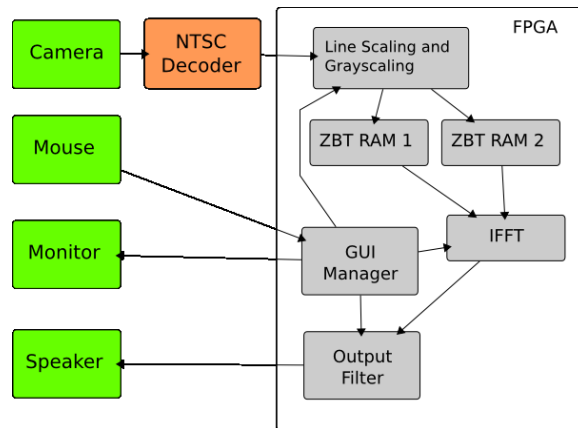 FPGA
Camera
NTSC
Decoder
Line Scaling and
Grayscaling
Mouse
ZBT RAM 1
ZBT RAM 2
Monitor
GUI
Manager
IFFT
Speaker
Output
Filter